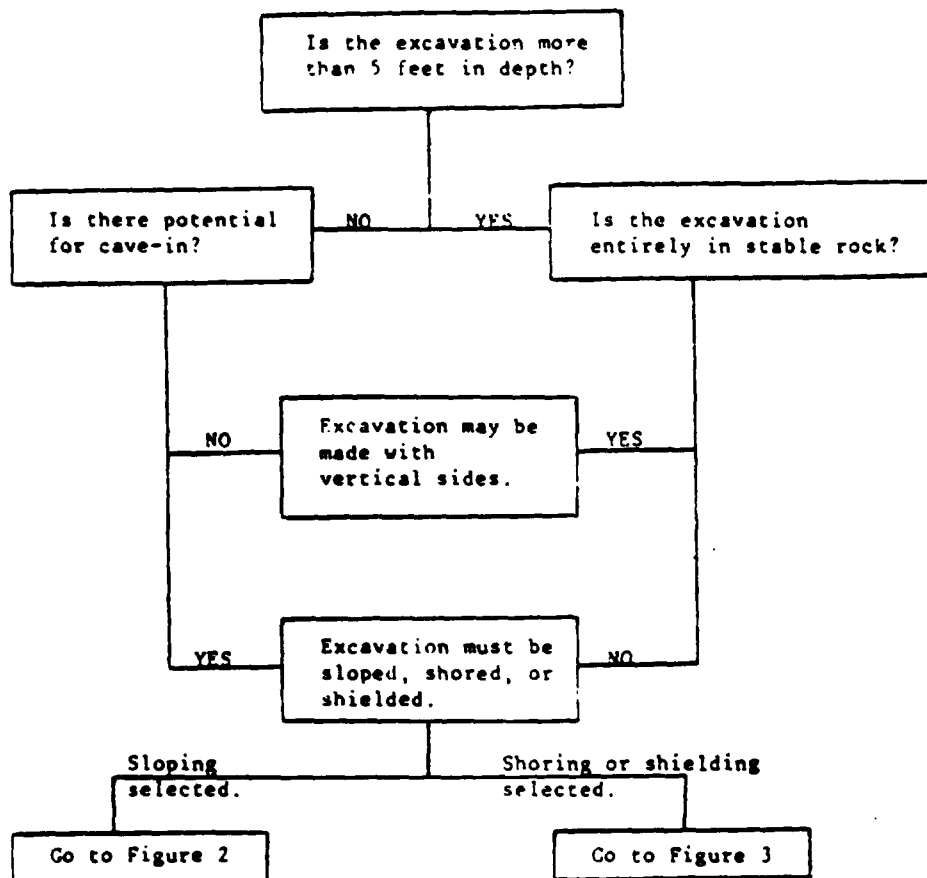 Is the excavation more
than 5 feet in depth?
Is there potential
for cave-in?
NO
YES
Is the excavation
entirely in stable rock?
NO
Excavation may be
made with
vertical sides.
YES
YES
Excavation must be
sloped, shored, or
shielded.
NO
Sloping
selected.
Shoring or shielding
selected.
Go to Figure 2
Go to Figure 3